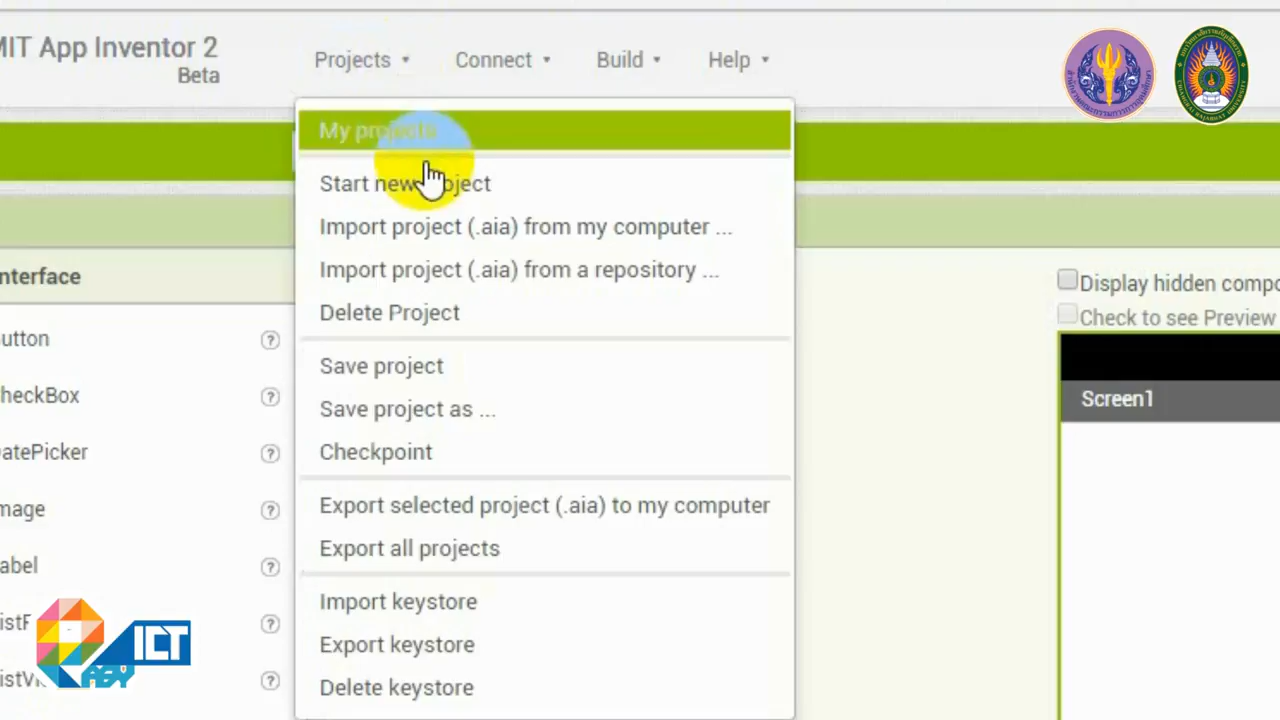 MIT App Inventor 2
Beta
Projects
Connect
Build
Help
My projects
Start new project
Import project (.aia) from my computer ...
Import project (.aia) from a repository ...
Delete Project
Save project
Save project as ...
Checkpoint
Export selected project (.aia) to my computer
Export all projects
Import keystore
Export keystore
Delete keystore
nterface
utton
heckBox
atePicker
mage
abel
istP
istVi
Display hidden compo
Check to see Preview
Screen1
ICT
ASY